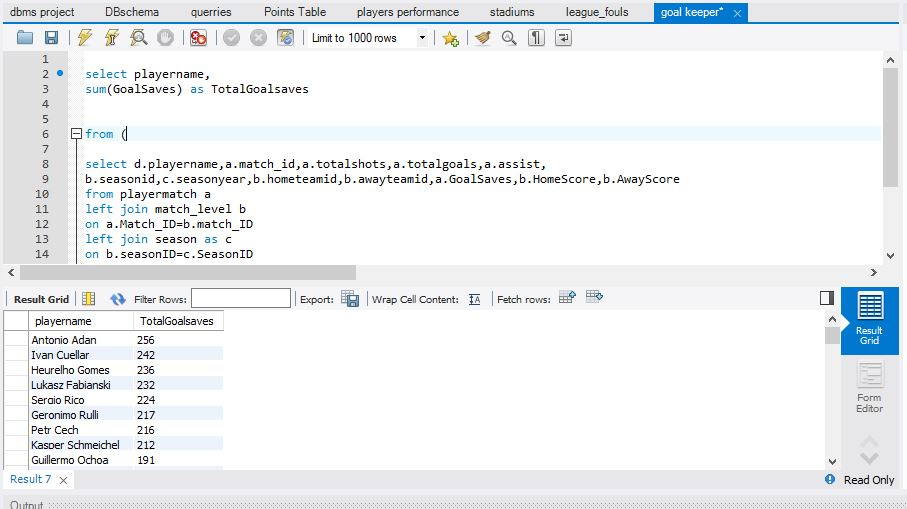 dbms project DBschema querries Points Table players performance stadiums league_fouls goal keeper*
Limit to 1000 rows
1
2 select playername,
3 sum(GoalSaves) as TotalGoalsaves
4
5
6 from (
7
8 select d.playername,a.match_id,a.totalshots,a.totalgoals,a.assist,
9 b.seasonid,c.seasonyear,b.hometeamid,b.awayteamid,a.GoalSaves,b.HomeScore,b.AwayScore
10 from playermatch a
11 left join match_level b
12 on a.Match_ID=b.match_ID
13 left join season as c
14 on b.seasonID=c.SeasonID
Result Grid Filter Rows: Export: Wrap Cell Content: Fetch rows:
playername TotalGoalsaves
Antonio Adan 256
Ivan Cuellar 242
Heurelho Gomes 236
Lukasz Fabianski 232
Sergio Rico 224
Geronimo Rulli 217
Petr Cech 216
Kasper Schmeichel 212
Guillermo Ochoa 191
Result
Grid
Form
Editor
Result 7
Read Only
Output